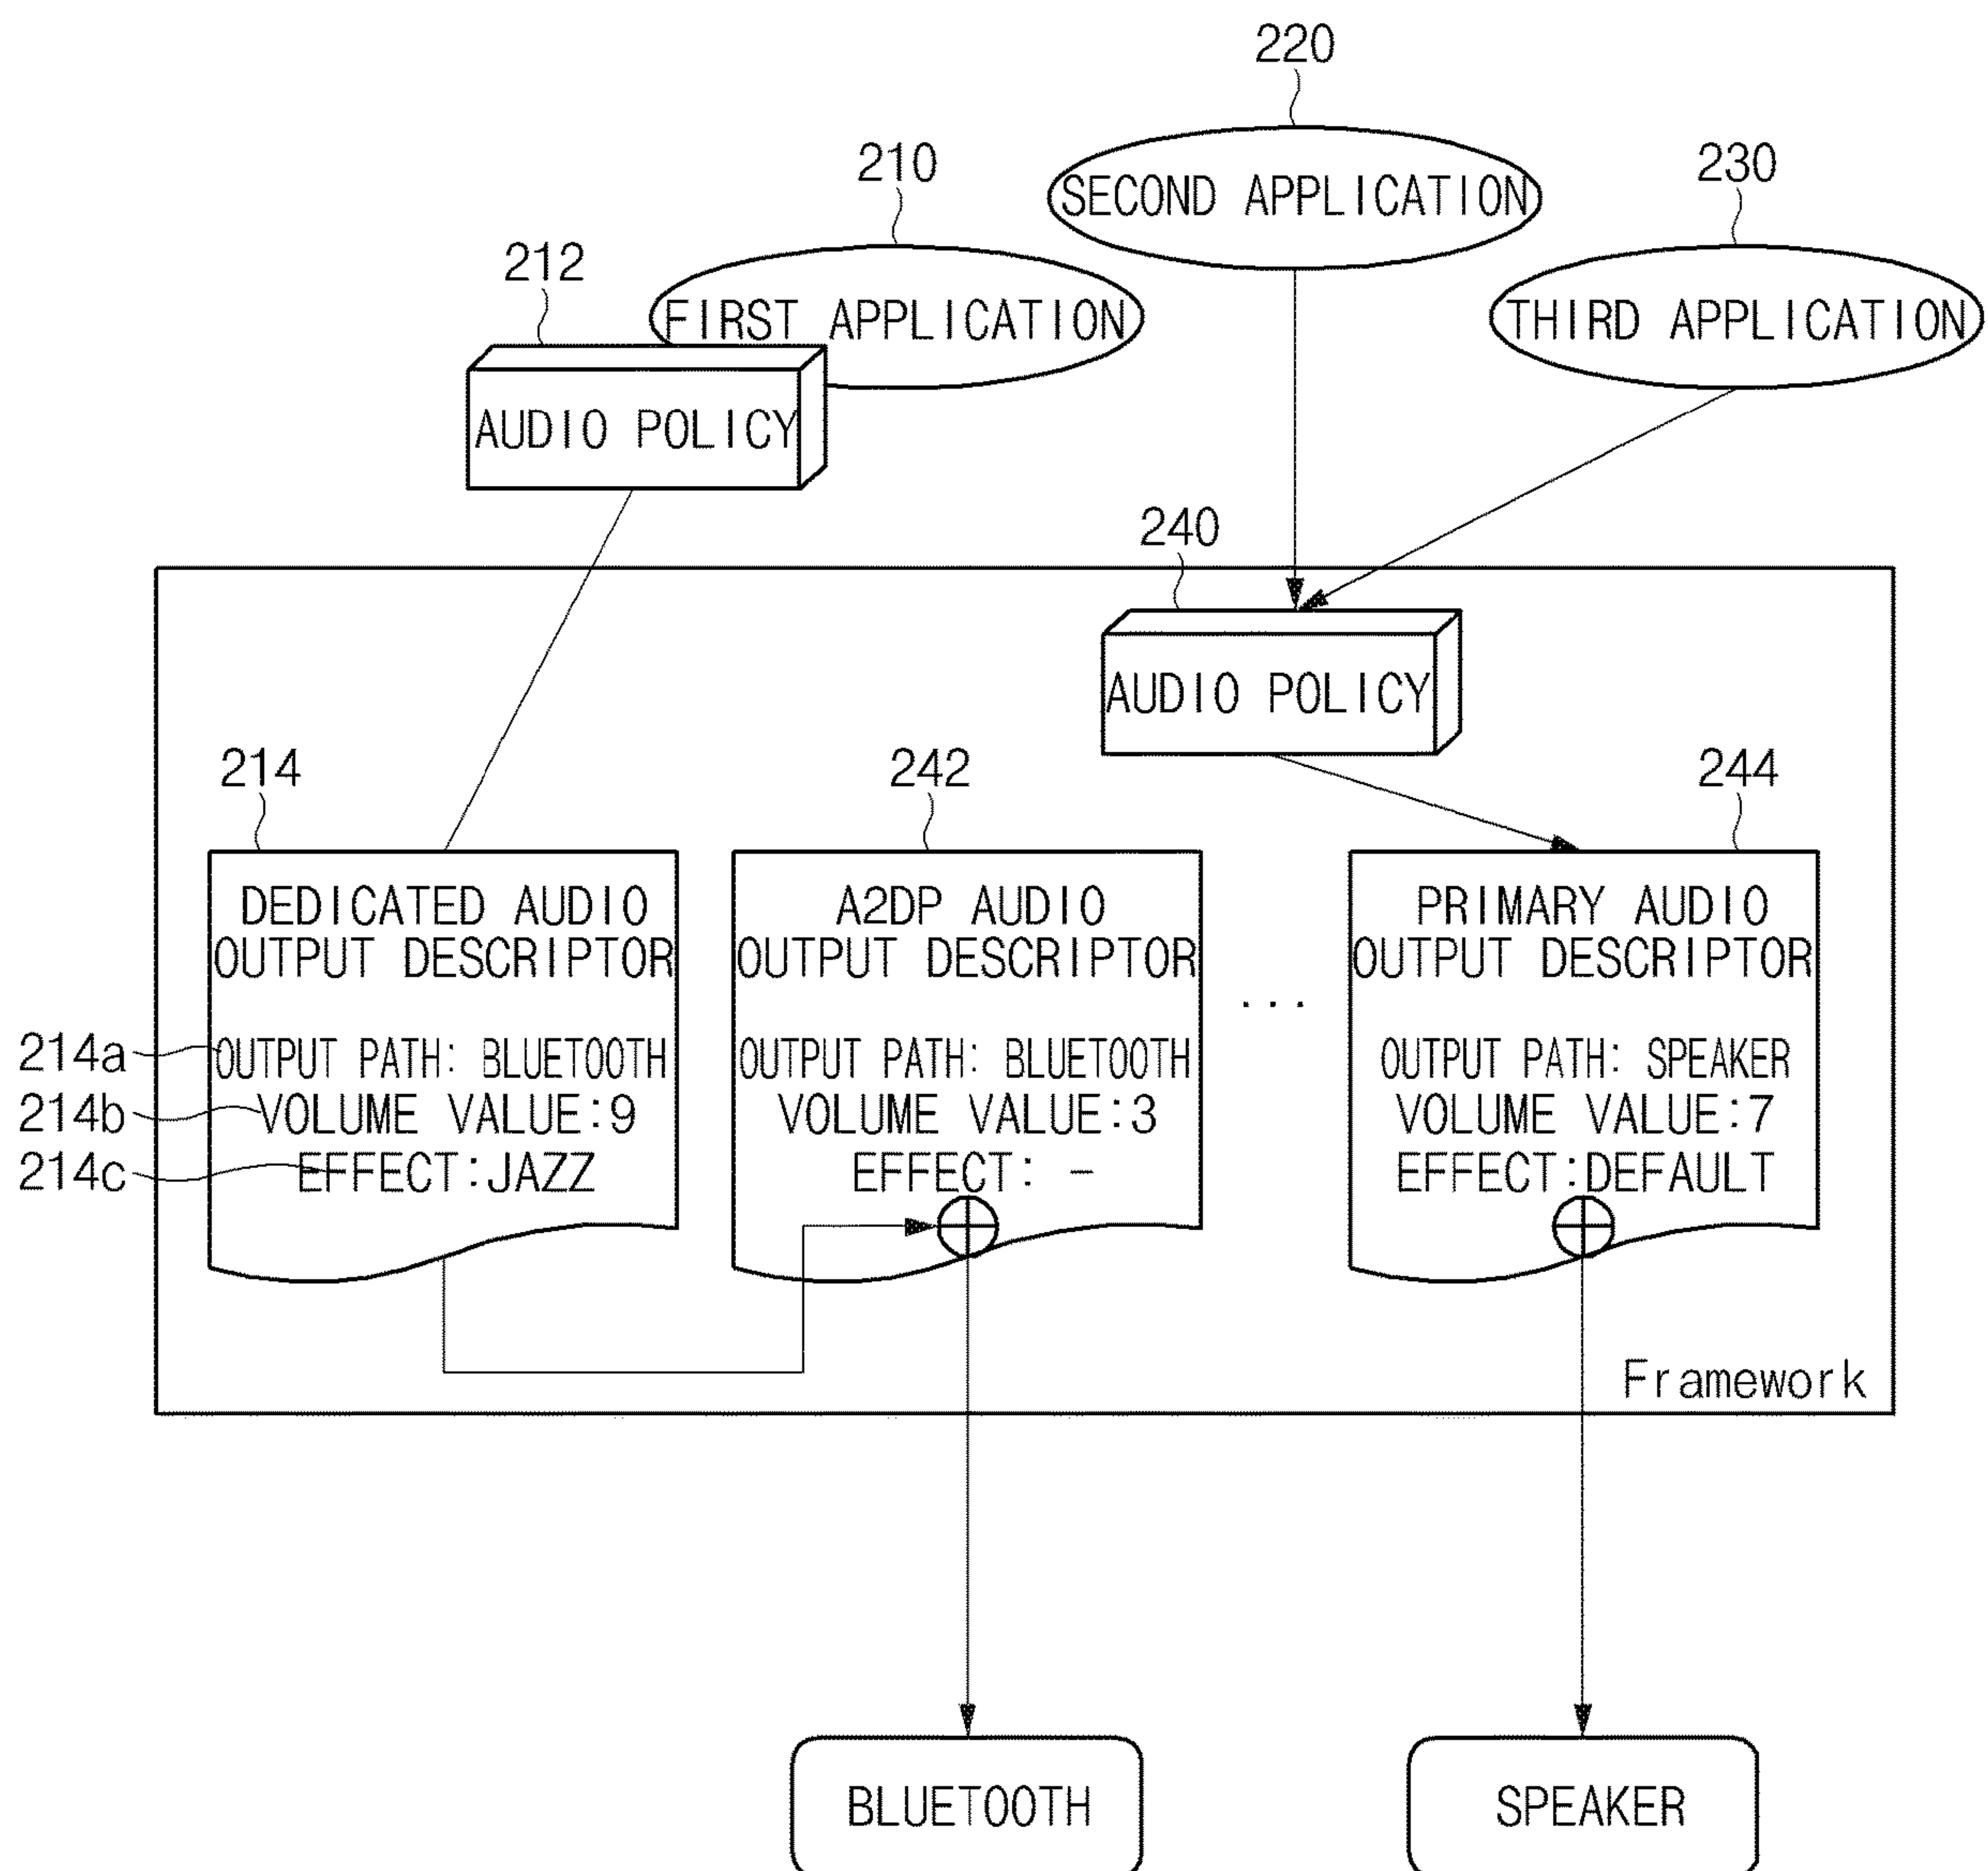 220
210
230
SECOND APPLICATION
212
FIRST APPLICATION
THIRD APPLICATION
AUDIO POLICY
240
AUDIO POLICY
214
242
244
DEDICATED AUDIO
OUTPUT DESCRIPTOR
214a
OUTPUT PATH: BLUETOOTH
214b
VOLUME VALUE:9
214c
EFFECT:JAZZ
A2DP AUDIO
OUTPUT DESCRIPTOR
OUTPUT PATH: BLUETOOTH
VOLUME VALUE:3
EFFECT: -
...
PRIMARY AUDIO
OUTPUT DESCRIPTOR
OUTPUT PATH: SPEAKER
VOLUME VALUE:7
EFFECT:DEFAULT
Framework
BLUETOOTH
SPEAKER